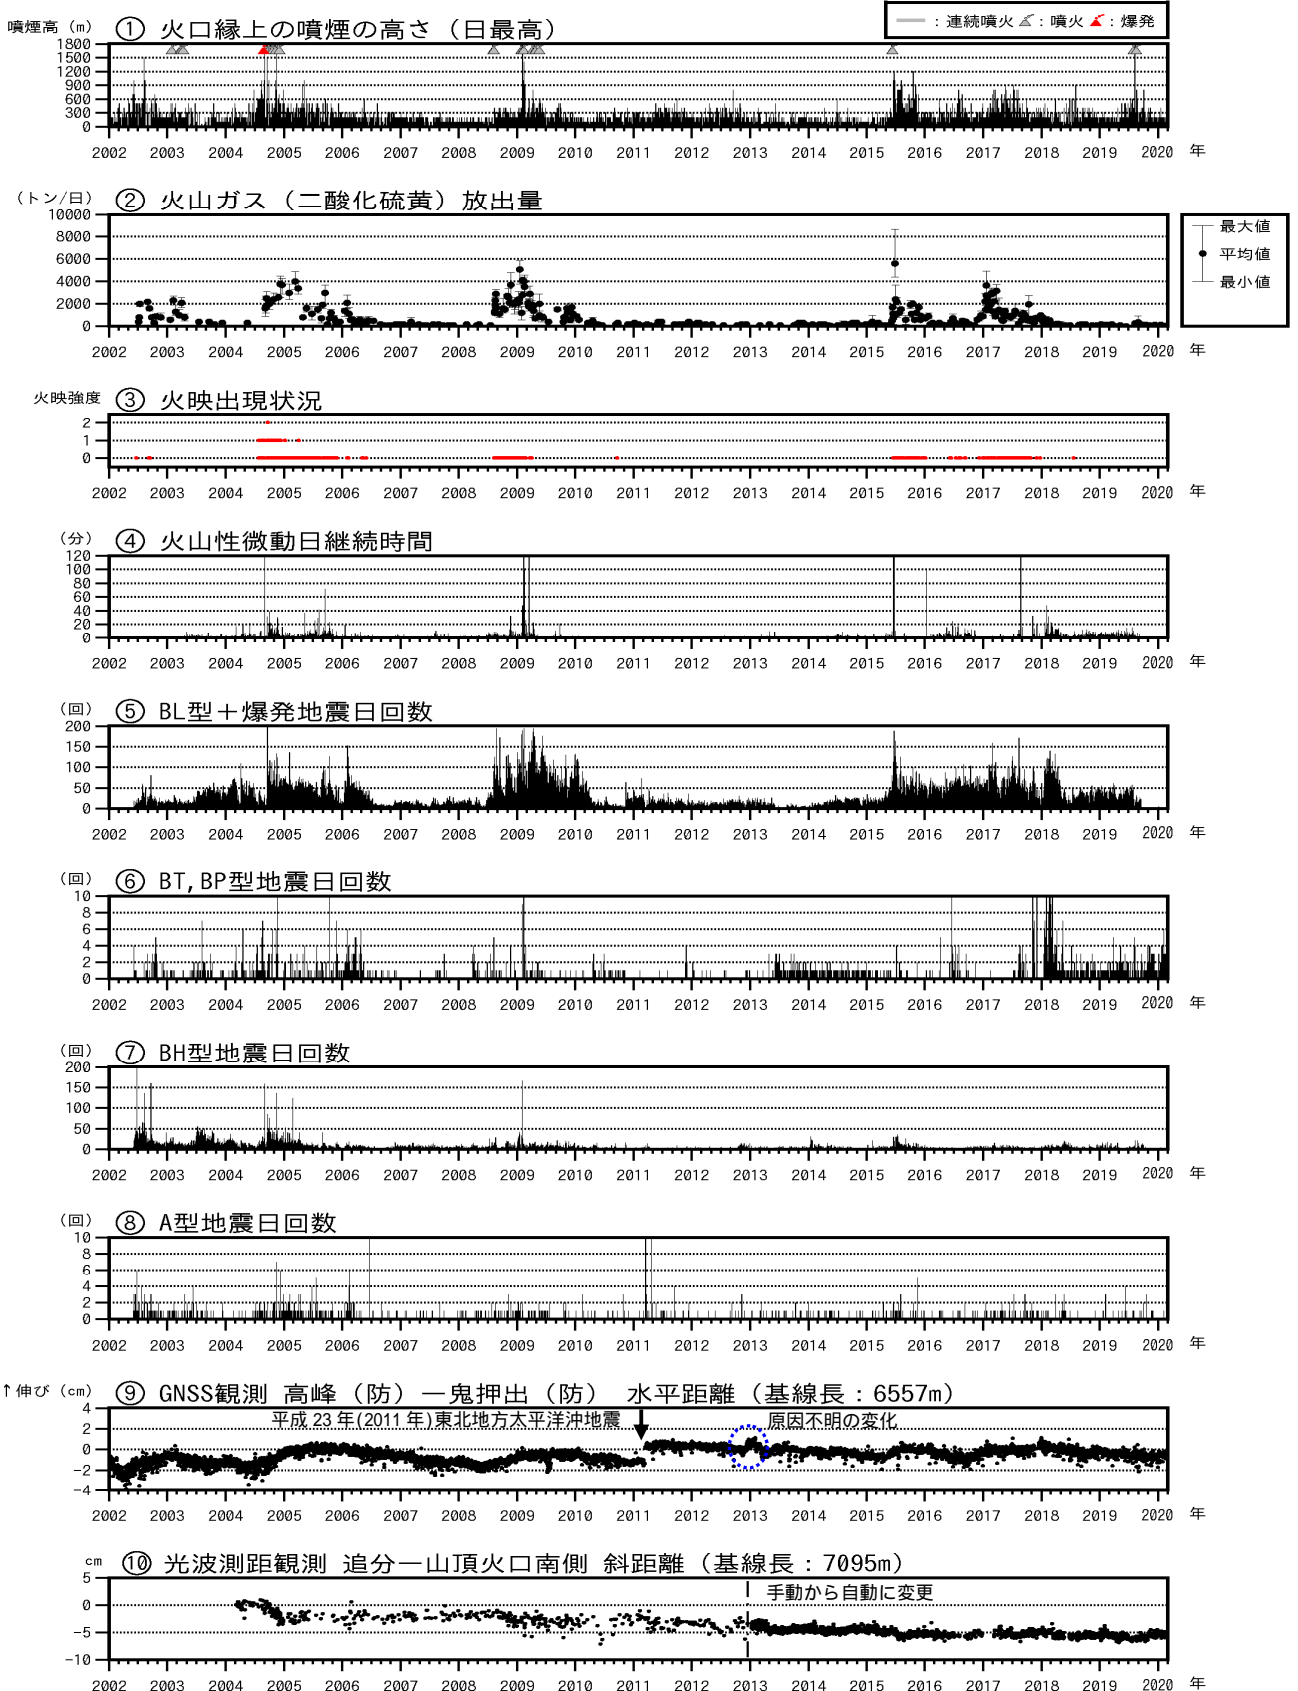 ：連続噴火 ：噴火 ：爆発
噴煙高（m） ① 火口縁上の噴煙の高さ（日最高）
1800
1500
1200
900
600
300
0
2002 2003 2004 2005 2006 2007 2008 2009 2010 2011 2012 2013 2014 2015 2016 2017 2018 2019 2020 年
（トン/日） ② 火山ガス（二酸化硫黄）放出量
10000
8000
6000
4000
2000
0
最大値
平均値
最小値
2002 2003 2004 2005 2006 2007 2008 2009 2010 2011 2012 2013 2014 2015 2016 2017 2018 2019 2020 年
火映強度 ③ 火映出現状況
2
1
0
2002 2003 2004 2005 2006 2007 2008 2009 2010 2011 2012 2013 2014 2015 2016 2017 2018 2019 2020 年
（分） ④ 火山性微動日継続時間
120
100
80
60
40
20
0
2002 2003 2004 2005 2006 2007 2008 2009 2010 2011 2012 2013 2014 2015 2016 2017 2018 2019 2020 年
（回） ⑤ BL型＋爆発地震日回数
200
150
100
50
0
2002 2003 2004 2005 2006 2007 2008 2009 2010 2011 2012 2013 2014 2015 2016 2017 2018 2019 2020 年
（回） ⑥ BT,BP型地震日回数
10
8
6
4
2
0
2002 2003 2004 2005 2006 2007 2008 2009 2010 2011 2012 2013 2014 2015 2016 2017 2018 2019 2020 年
（回） ⑦ BH型地震日回数
200
150
100
50
0
2002 2003 2004 2005 2006 2007 2008 2009 2010 2011 2012 2013 2014 2015 2016 2017 2018 2019 2020 年
（回） ⑧ A型地震日回数
10
8
6
4
2
0
2002 2003 2004 2005 2006 2007 2008 2009 2010 2011 2012 2013 2014 2015 2016 2017 2018 2019 2020 年
↑伸び（cm） ⑨ GNSS観測 高峰（防）―鬼押出（防） 水平距離（基線長：6557m）
平成 23 年(2011 年)東北地方太平洋沖地震 原因不明の変化
4
2
0
-2
-4
2002 2003 2004 2005 2006 2007 2008 2009 2010 2011 2012 2013 2014 2015 2016 2017 2018 2019 2020 年
cm ⑩ 光波測距観測 追分―山頂火口南側 斜距離（基線長：7095m）
手動から自動に変更
5
0
-5
-10
2002 2003 2004 2005 2006 2007 2008 2009 2010 2011 2012 2013 2014 2015 2016 2017 2018 2019 2020 年